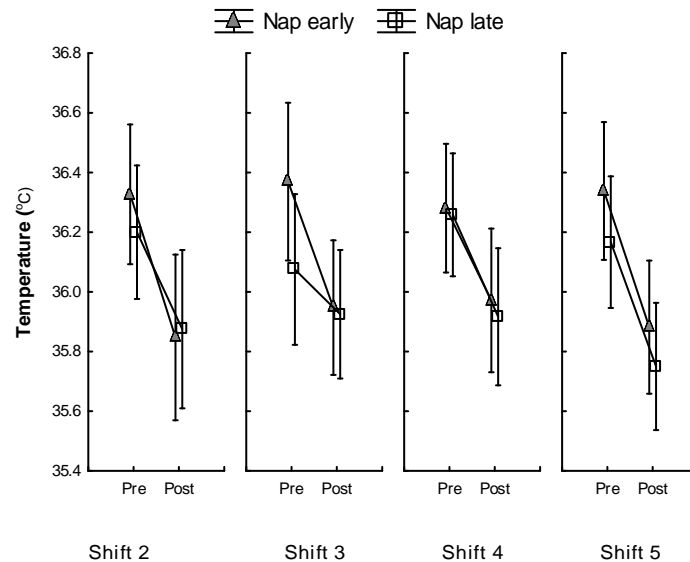 Nap early Nap late
36.8
36.6
36.4
36.2
36.0
35.8
35.6
35.4
Temperature (°C)
Pre Post Pre Post Pre Post Pre Post
Shift 2 Shift 3 Shift 4 Shift 5